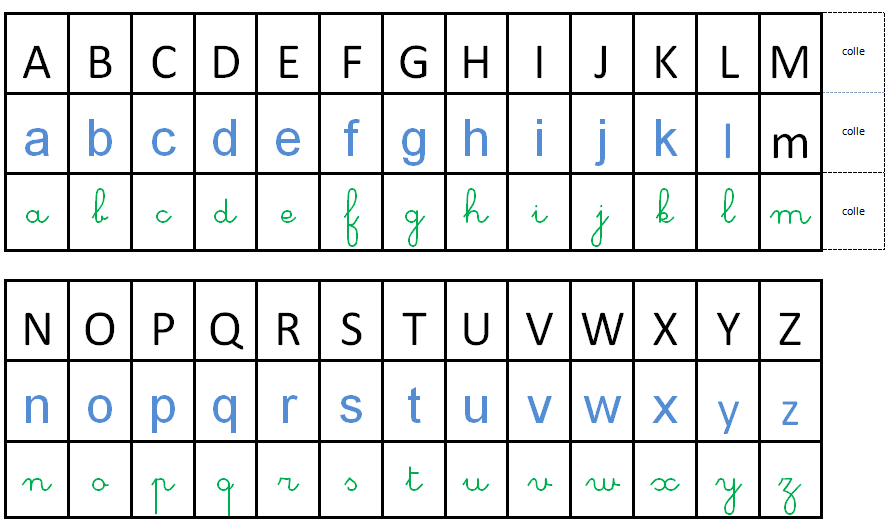 A B C D E F G H I J K L M colle
a b c d e f g h i j k l m colle
a b c d e f g h i j k l m colle
N O P Q R S T U V W X Y Z
n o p q r s t u v w x y z
n o p q r s t u v w x y z